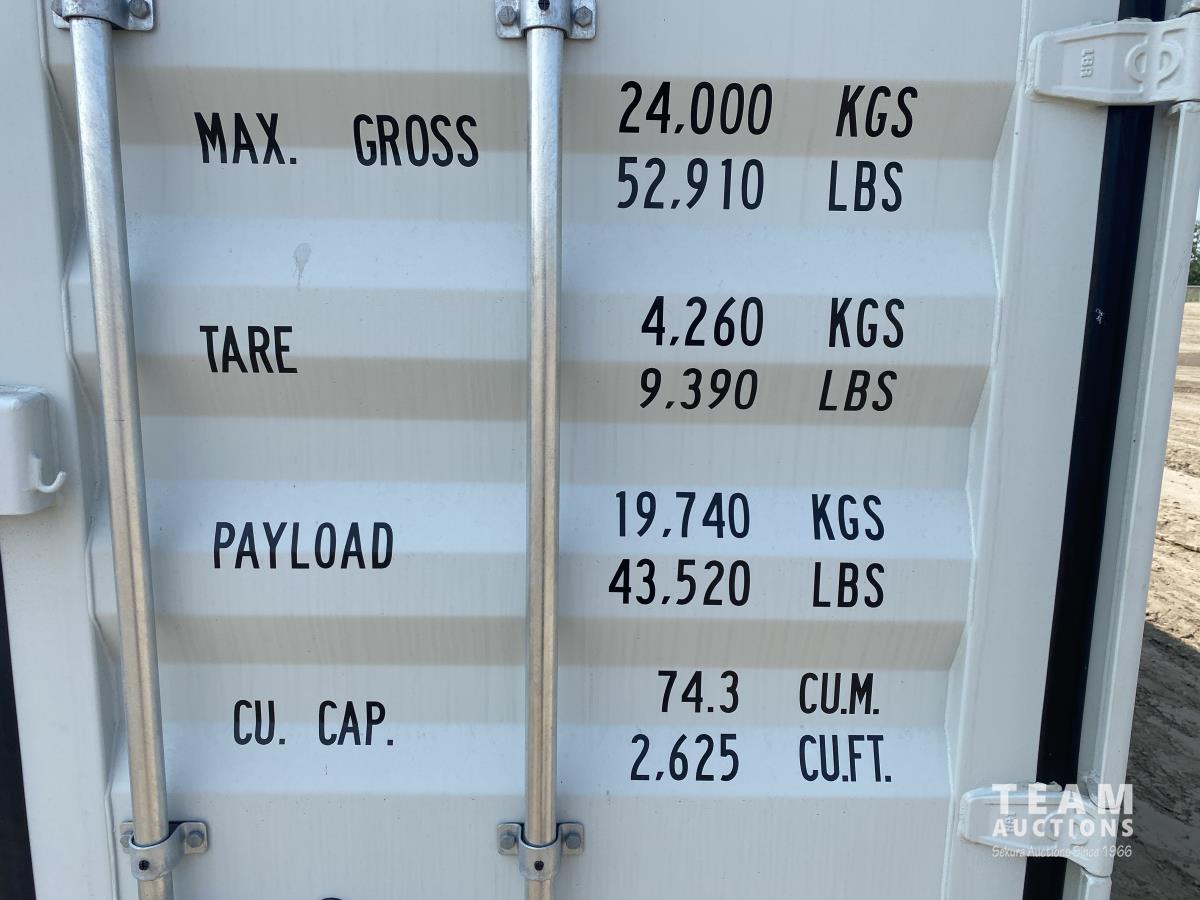 MAX. GROSS 24,000 KGS
52,910 LBS
TARE 4,260 KGS
9,390 LBS
PAYLOAD 19,740 KGS
43,520 LBS
CU. CAP. 74.3 CU.M.
2,625 CU.FT.
LBR
TEAM
AUCTIONS
Sekura Auctions Since 1966